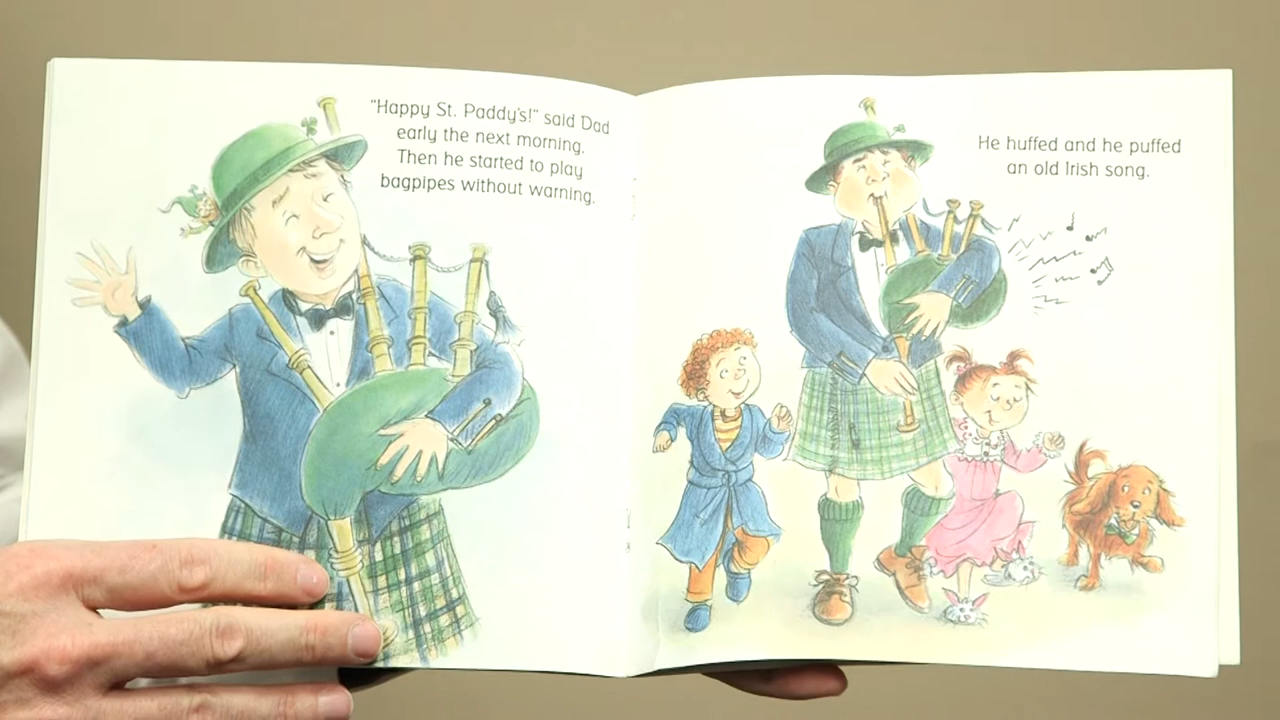 "Happy St. Paddy's!" said Dad
early the next morning.
Then he started to play
bagpipes without warning.
He huffed and he puffed
an old Irish song.